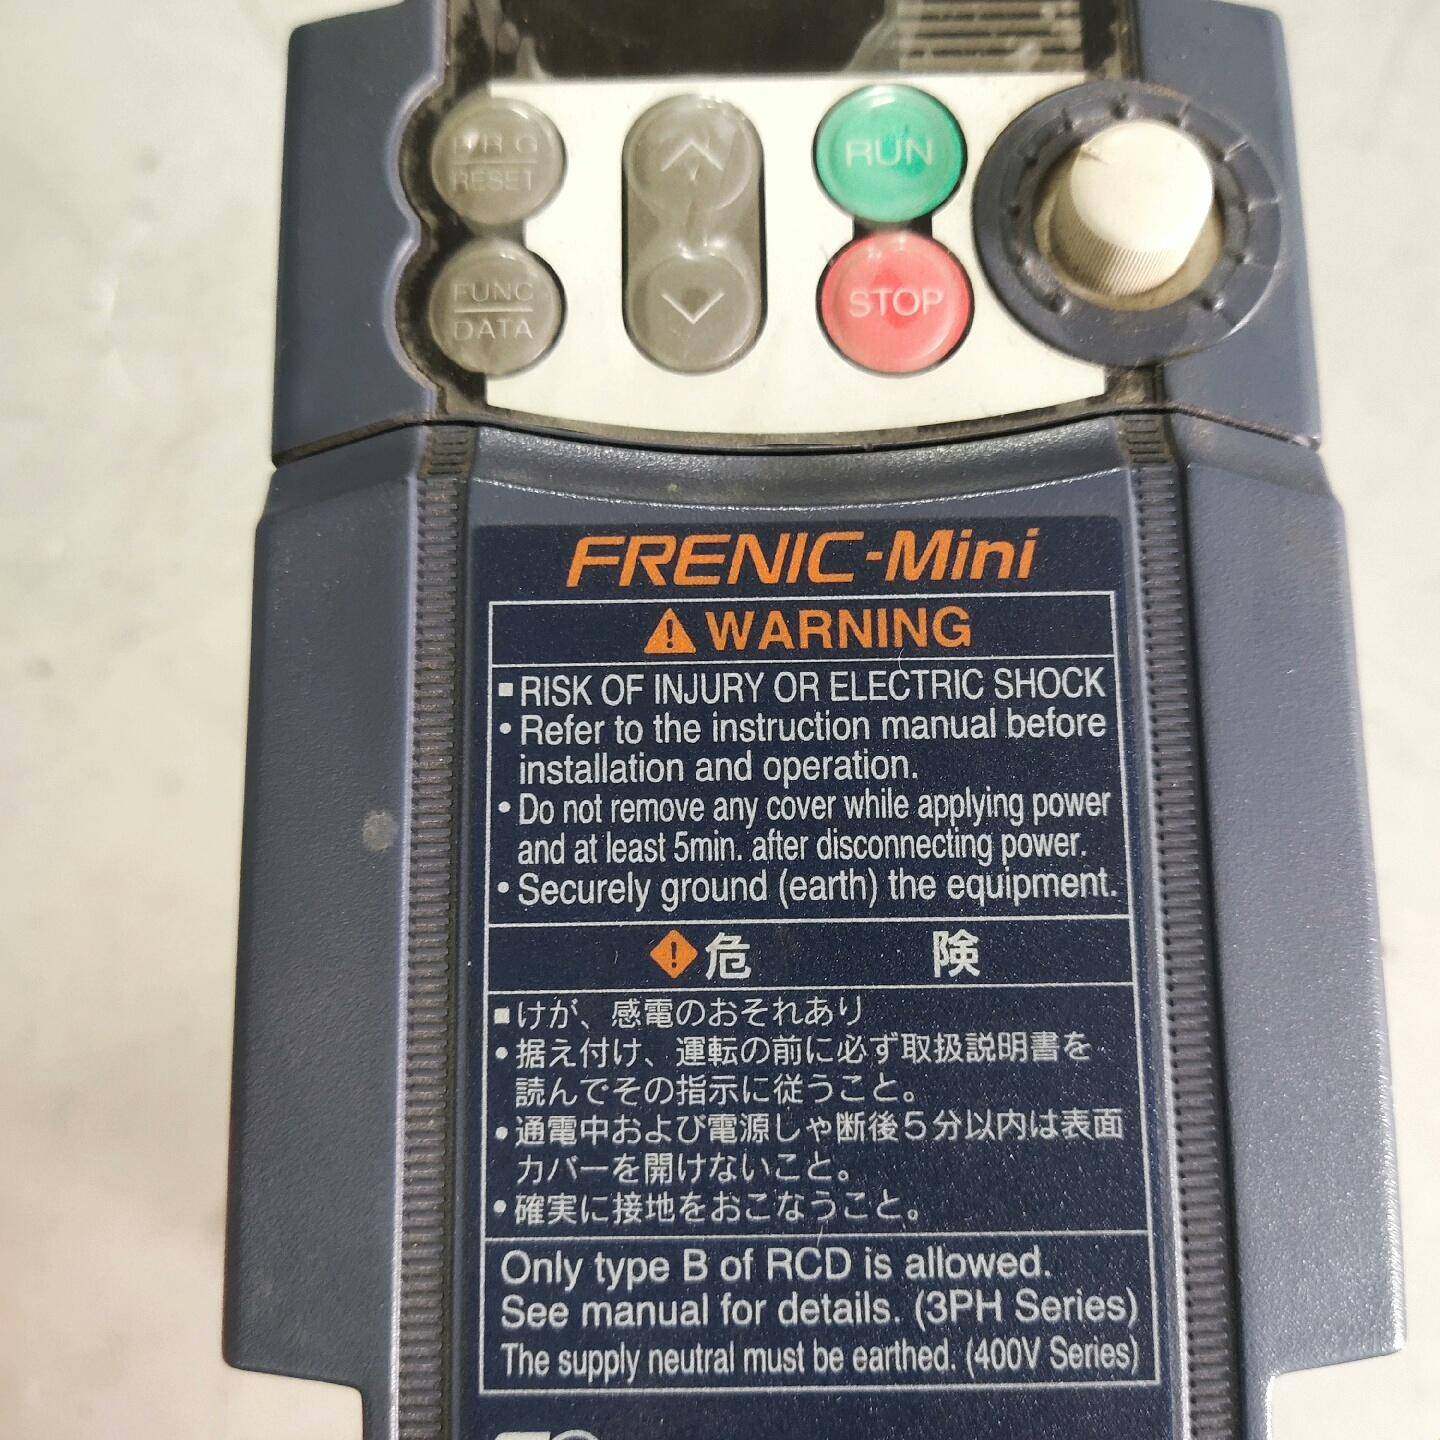 PRG
RESET
RUN
FUNC
DATA
STOP
FRENIC-Mini
WARNING
■RISK OF INJURY OR ELECTRIC SHOCK
•Refer to the instruction manual before
installation and operation.
•Do not remove any cover while applying power
and at least 5min. after disconnecting power.
•Securely ground (earth) the equipment.
危 険
■けが、感電のおそれあり
•据え付け、運転の前に必ず取扱説明書を
読んでその指示に従うこと。
•通電中および電源しゃ断後5分以内は表面
カバーを開けないこと。
•確実に接地をおこなうこと。
Only type B of RCD is allowed.
See manual for details. (3PH Series)
The supply neutral must be earthed. (400V Series)